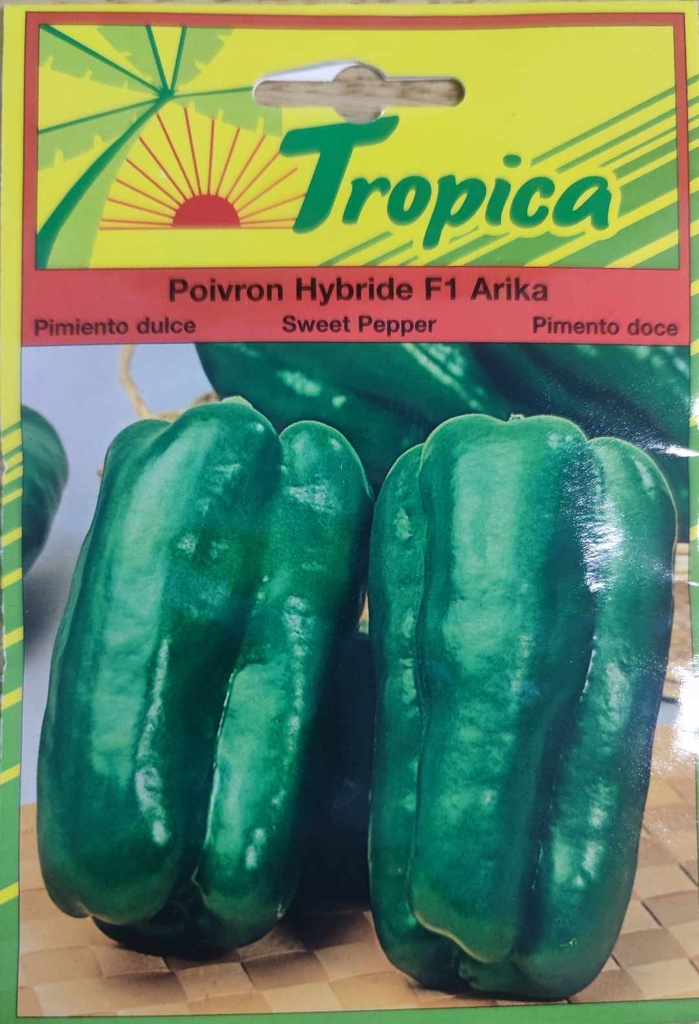 Tropica
Poivron Hybride F1 Arika
Pimiento dulce Sweet Pepper Pimento doce